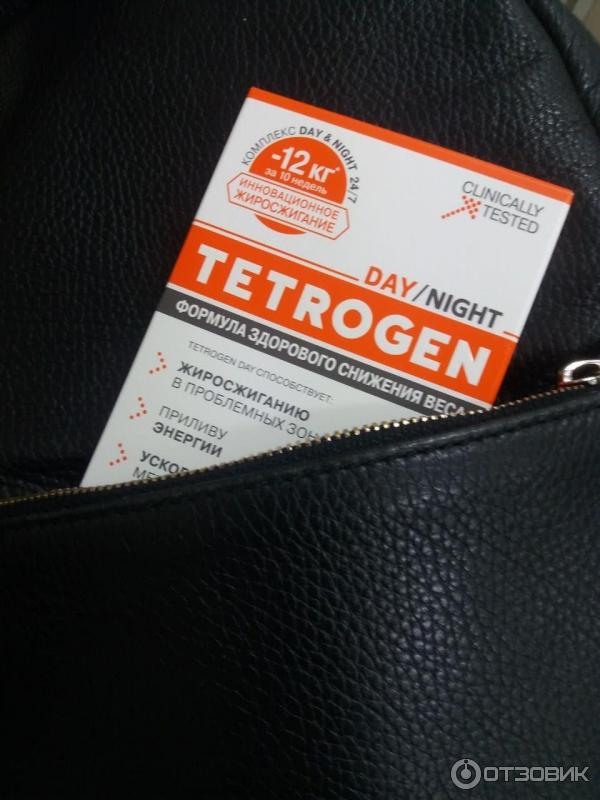 КОМПЛЕКС DAY & NIGHT 24/7
-12 кг*
за 10 недель
ИННОВАЦИОННОЕ
ЖИРОСЖИГАНИЕ
CLINICALLY
TESTED
DAY/NIGHT
TETROGEN
ФОРМУЛА ЗДОРОВОГО СНИЖЕНИЯ ВЕСА
TETROGEN DAY СПОСОБСТВУЕТ:
ЖИРОСЖИГАНИЮ
В ПРОБЛЕМНЫХ ЗОН
ПРИЛИВУ
ЭНЕРГИИ
УСКОР
МЕ
ОТЗОВИК